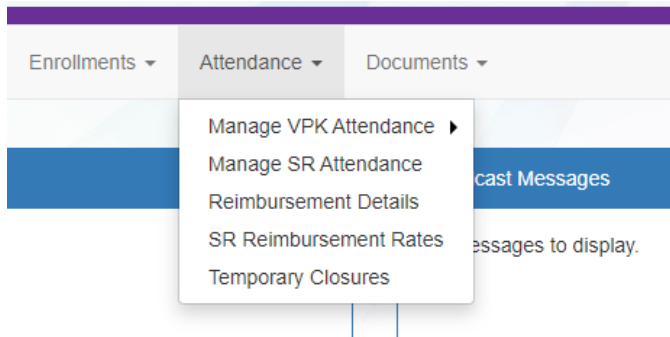 Enrollments
Attendance
Documents
Manage VPK Attendance
Manage SR Attendance
cast Messages
Reimbursement Details
SR Reimbursement Rates
essages to display.
Temporary Closures